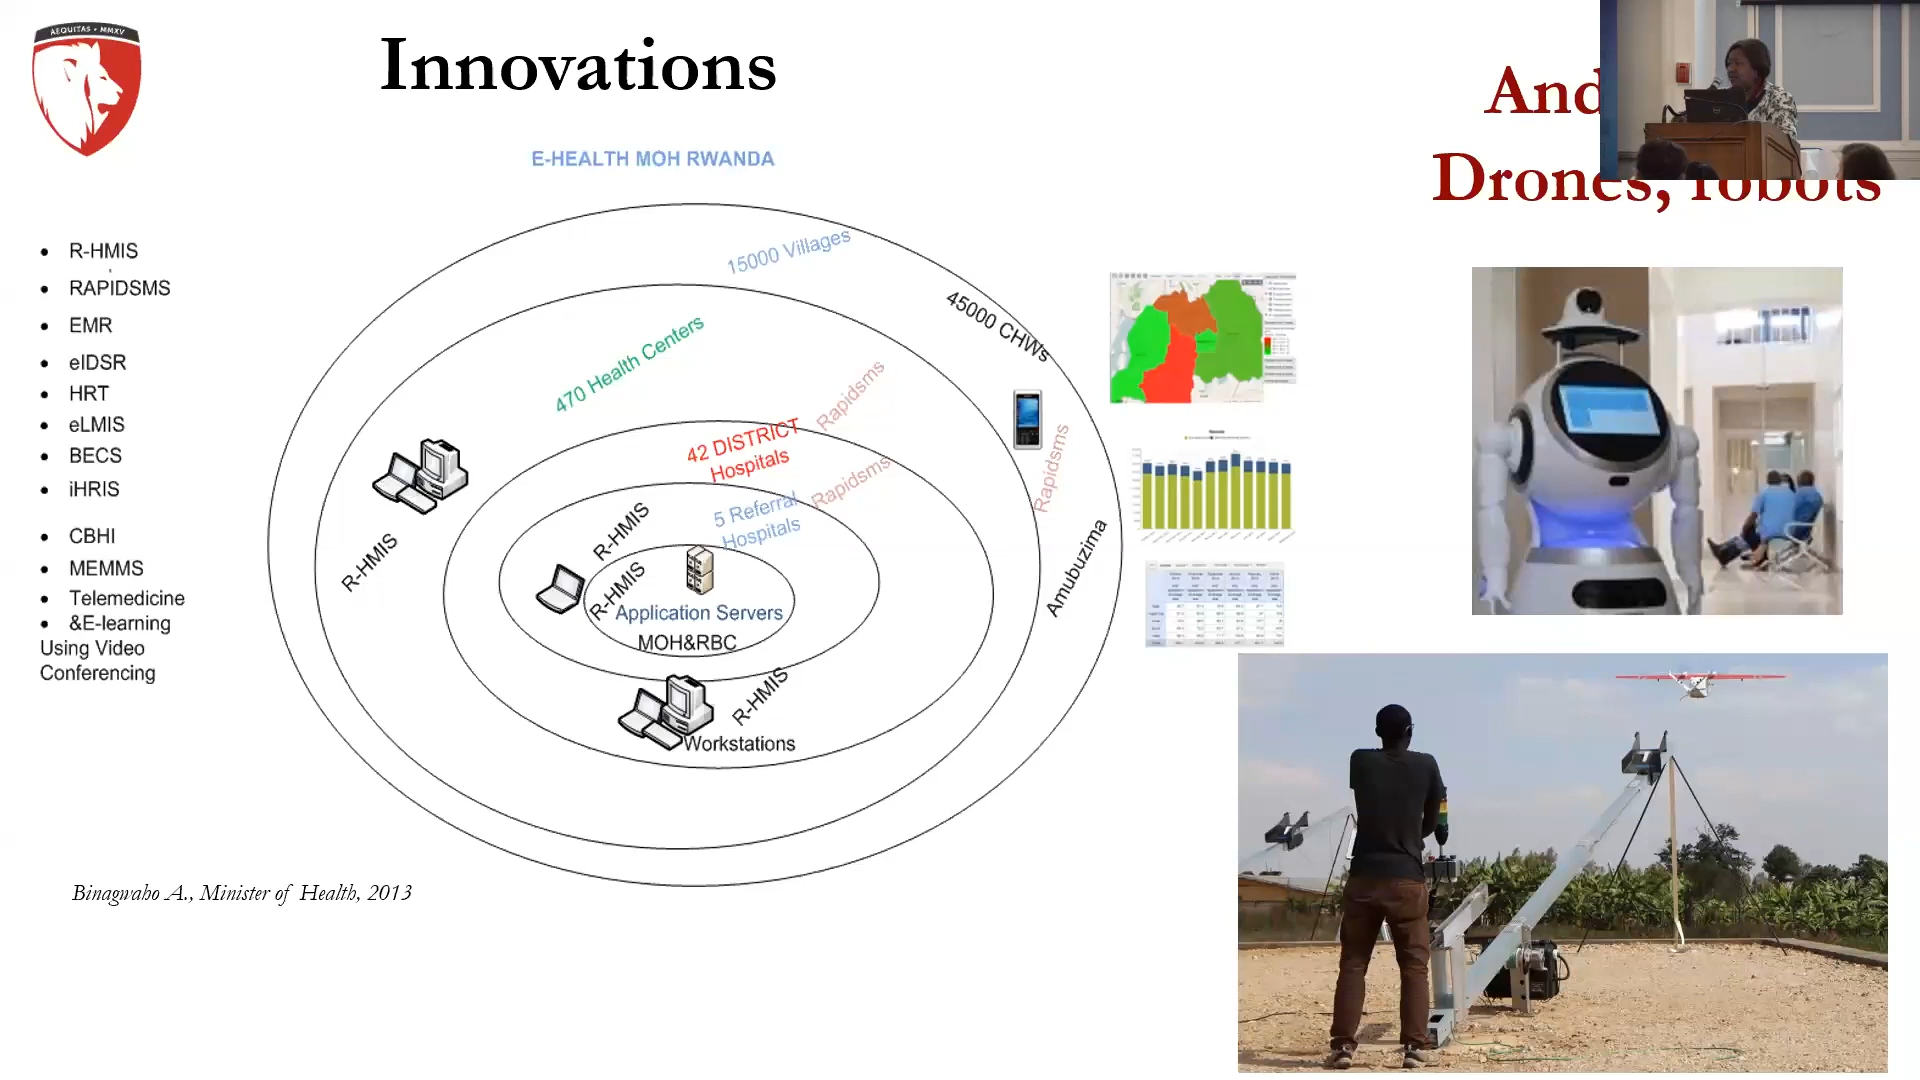 AEQUITAS • MMXV
Innovations
And
Drones, robots
E-HEALTH MOH RWANDA
• R-HMIS
• RAPIDSMS
• EMR
• eIDSR
• HRT
• eLMIS
• BECS
• iHRIS
• CBHI
• MEMMS
• Telemedicine
• &E-learning
Using Video
Conferencing
15000 Villages
45000 CHWs
470 Health Centers
Rapidsms
42 DISTRICT
Hospitals
Rapidsms
Rapidsms
5 Referral
Hospitals
R-HMIS
R-HMIS
R-HMIS
Amubuzima
Application Servers
MOH&RBC
R-HMIS
Workstations
Binagwaho A., Minister of Health, 2013